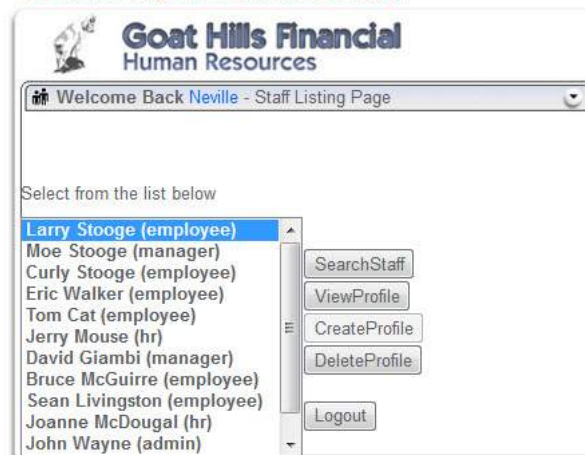 Goat Hills Financial
Human Resources
Welcome Back Neville - Staff Listing Page
Select from the list below
Larry Stooge (employee)
Moe Stooge (manager)
Curly Stooge (employee)
Eric Walker (employee)
Tom Cat (employee)
Jerry Mouse (hr)
David Giambi (manager)
Bruce McGuirre (employee)
Sean Livingston (employee)
Joanne McDougal (hr)
John Wayne (admin)
SearchStaff
ViewProfile
CreateProfile
DeleteProfile
Logout